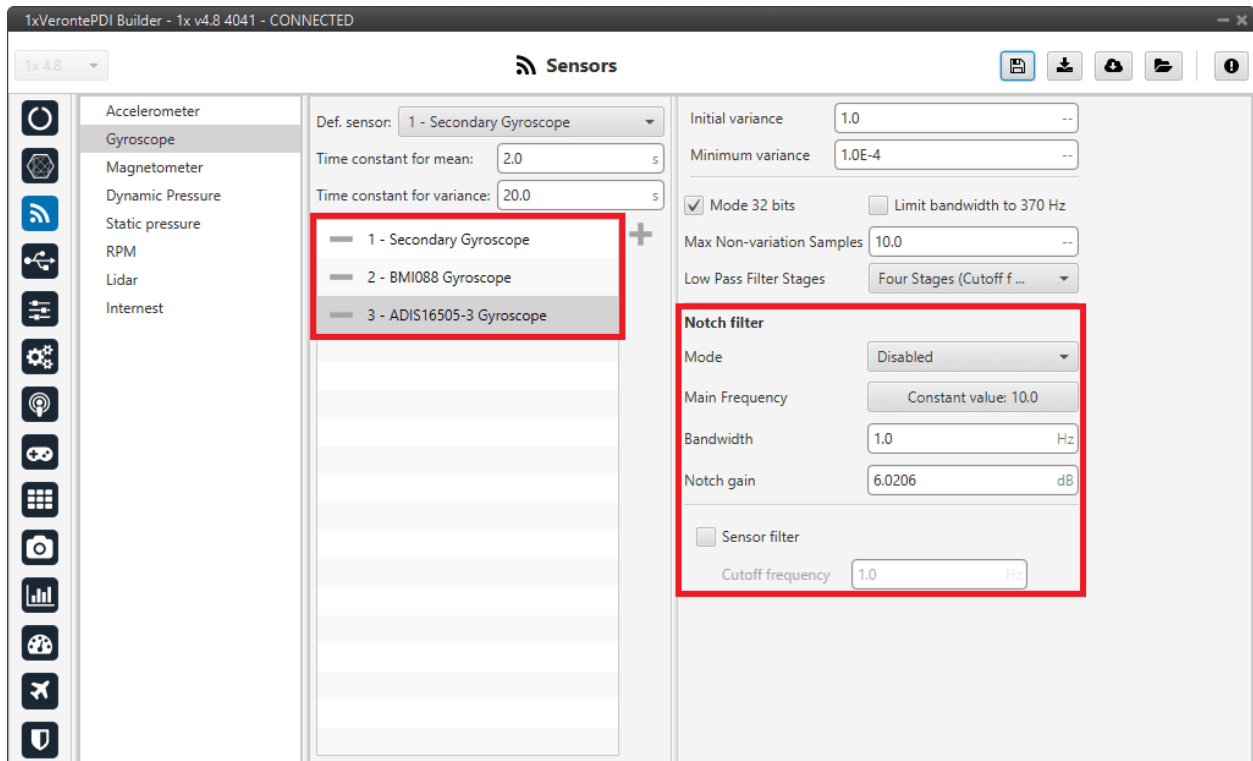 1xVerontePDI Builder - 1x v4.8 4041 - CONNECTED
1x 4.8
Sensors
Accelerometer
Gyroscope
Magnetometer
Dynamic Pressure
Static pressure
RPM
Lidar
Internest
Def. sensor: 1 - Secondary Gyroscope
Time constant for mean: 2.0 s
Time constant for variance: 20.0 s
1 - Secondary Gyroscope
2 - BMI088 Gyroscope
3 - ADIS16505-3 Gyroscope
Initial variance 1.0 --
Minimum variance 1.0E-4 --
Mode 32 bits Limit bandwidth to 370 Hz
Max Non-variation Samples 10.0 --
Low Pass Filter Stages Four Stages (Cutoff f ...
Notch filter
Mode Disabled
Main Frequency Constant value: 10.0
Bandwidth 1.0 Hz
Notch gain 6.0206 dB
Sensor filter
Cutoff frequency 1.0 Hz